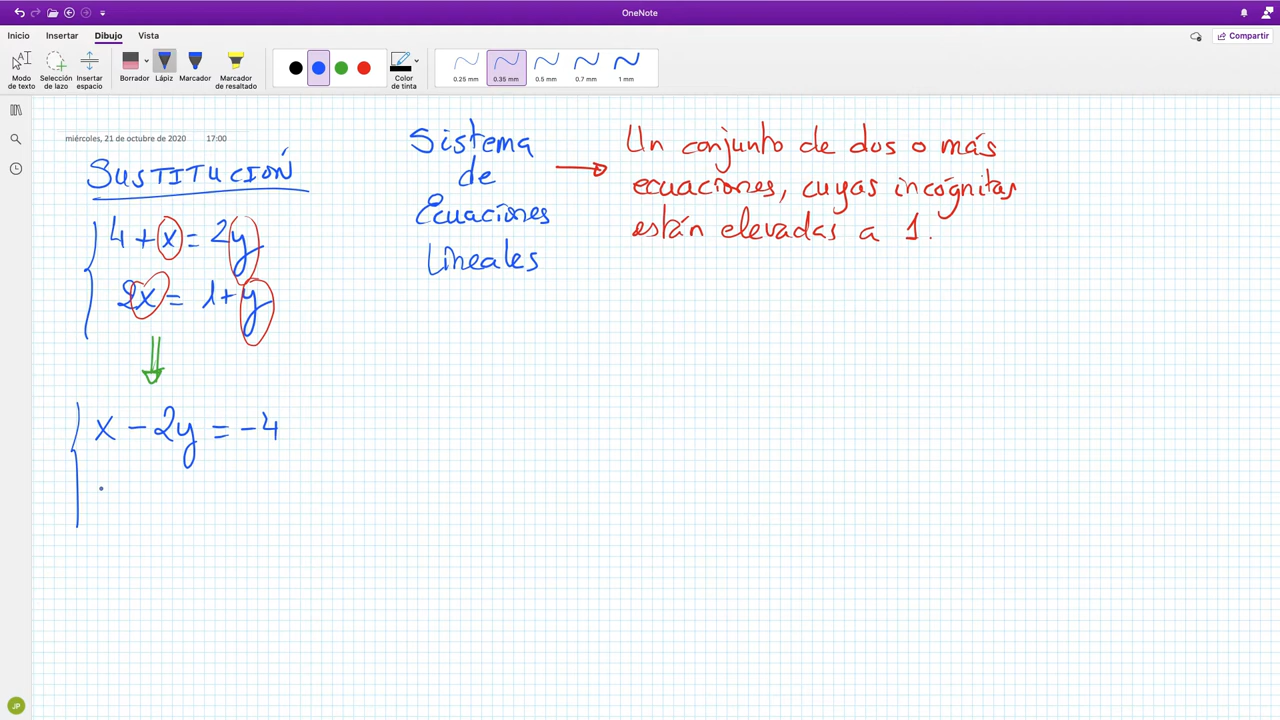 OneNote
Inicio
Insertar
Dibujo
Vista
Compartir
Modo
de texto
Selección
de lazo
Insertar
espacio
Borrador
Lápiz
Marcador
Marcador
de resaltado
Color
de tinta
0.25 mm
0.35 mm
0.5 mm
0.7 mm
1 mm
miércoles, 21 de octubre de 2020 17:00
SUSTITUCIÓN
4 + x = 2y
2x = 1 + y
x - 2y = -4
Sistema
de
Ecuaciones
Lineales
Un conjunto de dos o más
ecuaciones, cuyas incógnitas
están elevadas a 1.
JP